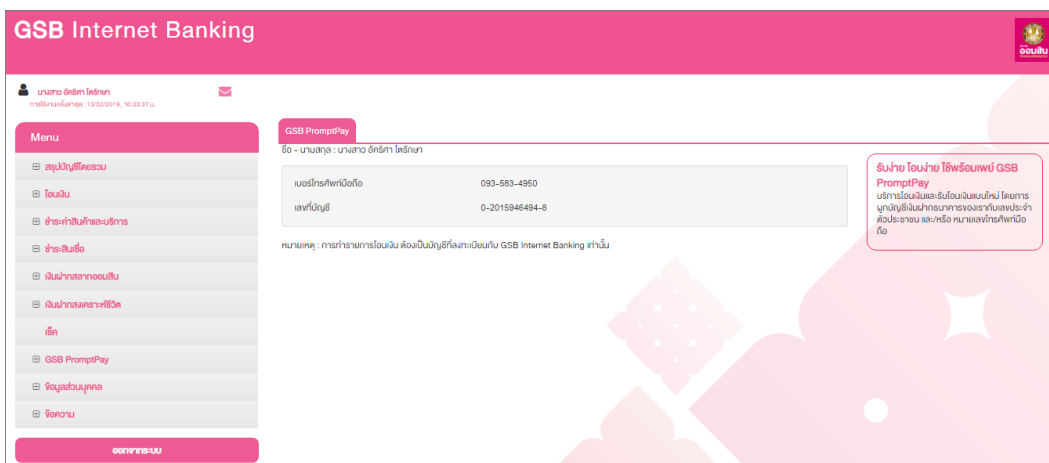 GSB Internet Banking
ออมสิน
นางสาว อัคริศา ไตรักษา
การใช้งานครั้งล่าสุด: 13/02/2019, 16:33:37 น.
Menu
สรุปบัญชีโดยรวม
โอนเงิน
ชำระค่าสินค้าและบริการ
ชำระสินเชื่อ
เงินฝากสลากออมสิน
เงินฝากสงเคราะห์ชีวิต
เช็ค
GSB PromptPay
ข้อมูลส่วนบุคคล
ข้อความ
ออกจากระบบ
GSB PromptPay
ชื่อ - นามสกุล : นางสาว อัคริศา ไตรักษา
เบอร์โทรศัพท์มือถือ 093-583-4950
เลขที่บัญชี 0-2015946494-8
หมายเหตุ : การทำรายการโอนเงิน ต้องเป็นบัญชีที่ลงทะเบียนกับ GSB Internet Banking เท่านั้น
รับง่าย โอนง่าย ใช้พร้อมเพย์ GSB
PromptPay
บริการโอนเงินและรับโอนเงินแบบใหม่ โดยการ
ผูกบัญชีเงินฝากธนาคารของเรากับเลขประจำ
ตัวประชาชน และ/หรือ หมายเลขโทรศัพท์มือ
ถือ